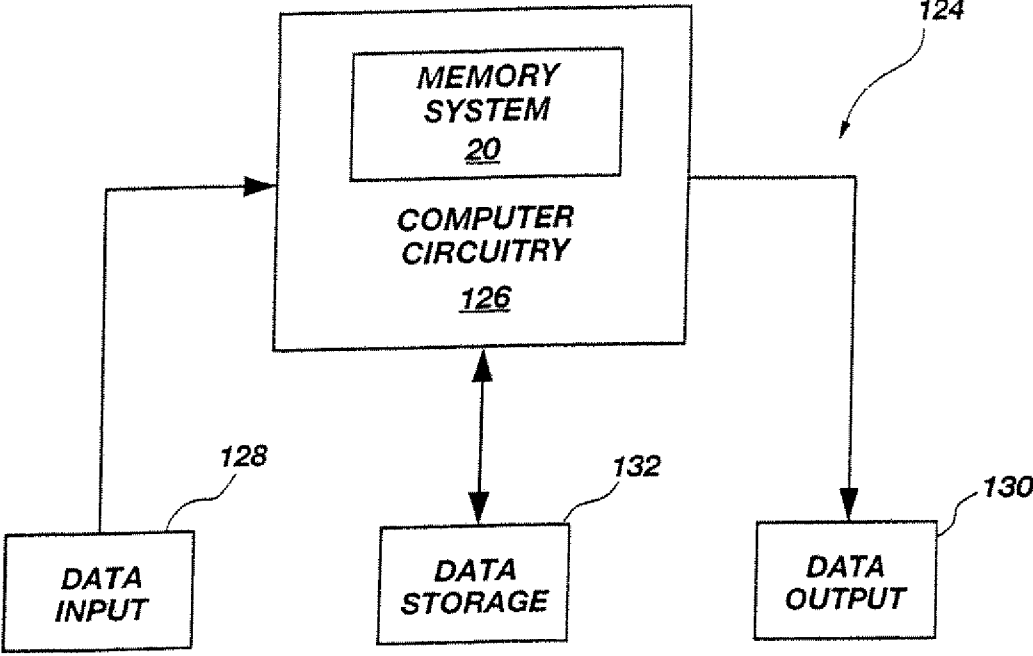 124
MEMORY
SYSTEM
20
COMPUTER
CIRCUITRY
126
128
132
130
DATA
INPUT
DATA
STORAGE
DATA
OUTPUT